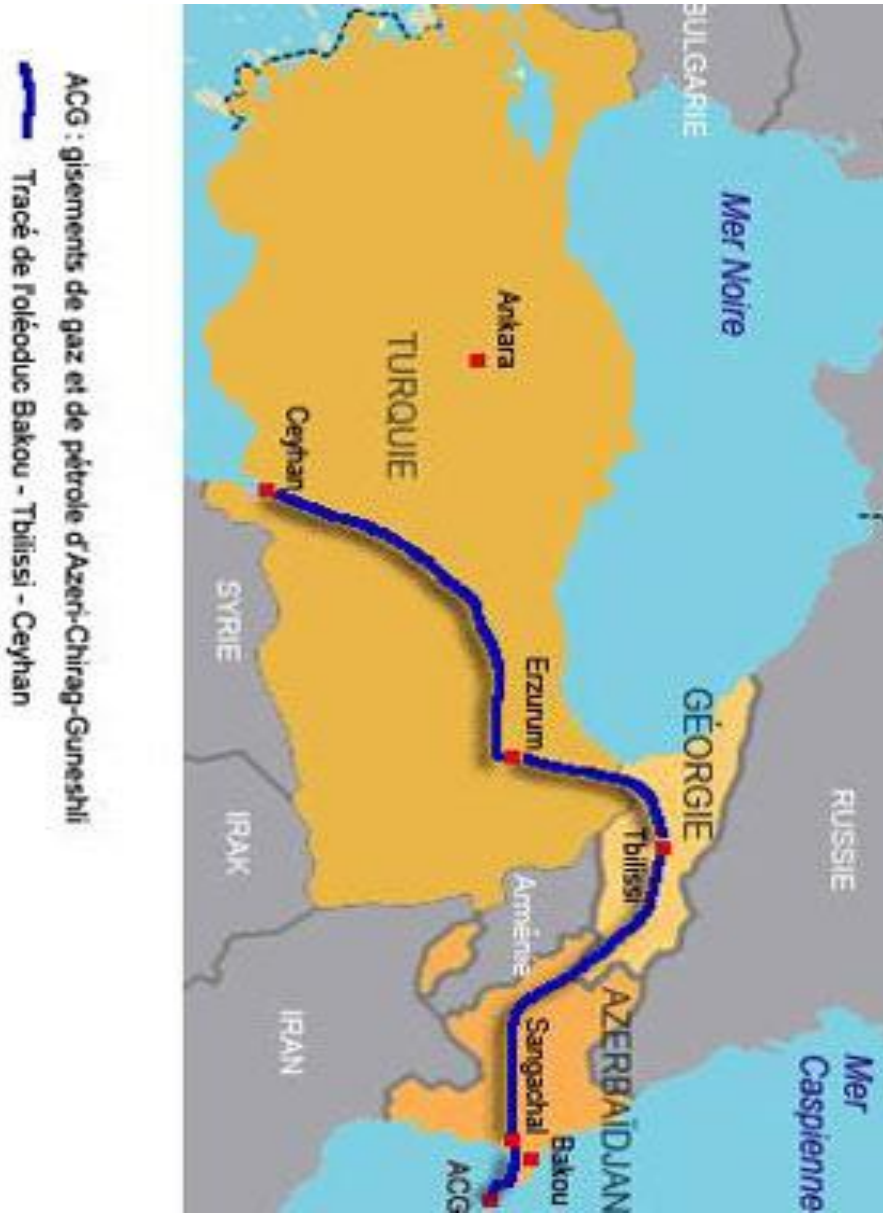 BULGARIE
Mer Noire
RUSSIE
Mer
Caspienne
GÉORGIE
Tbilissi
AZERBAÏDJAN
Ankara
TURQUIE
Erzurum
Arménie
Sangachal
Bakou
ACG
Ceyhan
SYRIE
IRAK
IRAN
ACG : gisements de gaz et de pétrole d'Azeri-Chirag-Guneshli
Tracé de l'oléoduc Bakou - Tbilissi - Ceyhan